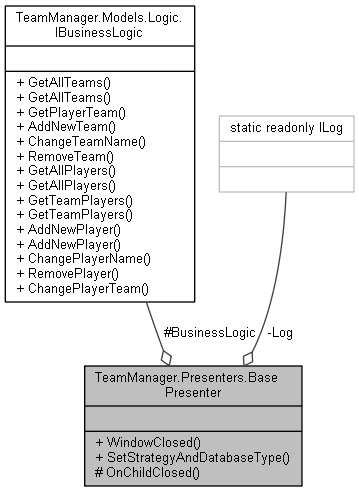 TeamManager.Models.Logic.
IBusinessLogic
+ GetAllTeams()
+ GetAllTeams()
+ GetPlayerTeam()
+ AddNewTeam()
+ ChangeTeamName()
+ RemoveTeam()
+ GetAllPlayers()
+ GetAllPlayers()
+ GetTeamPlayers()
+ GetTeamPlayers()
+ AddNewPlayer()
+ AddNewPlayer()
+ ChangePlayerName()
+ RemovePlayer()
+ ChangePlayerTeam()
static readonly ILog
#BusinessLogic
-Log
TeamManager.Presenters.Base
Presenter
+ WindowClosed()
+ SetStrategyAndDatabaseType()
# OnChildClosed()